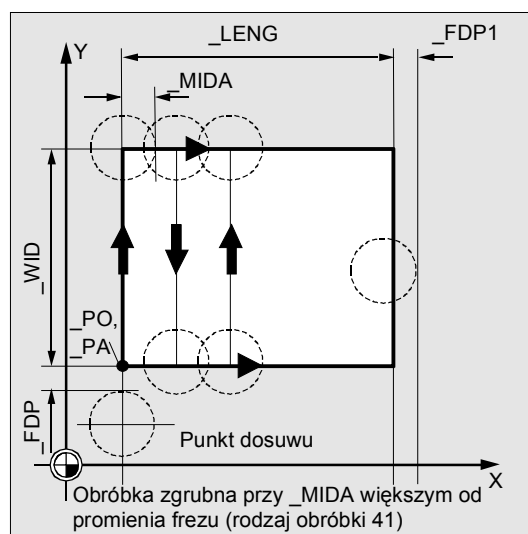 _LENG
_FDP1
Y
_MIDA
_WID
_PO,
_PA
_FDP
Punkt dosuwu
X
Obróbka zgrubna przy _MIDA większym od
promienia frezu (rodzaj obróbki 41)